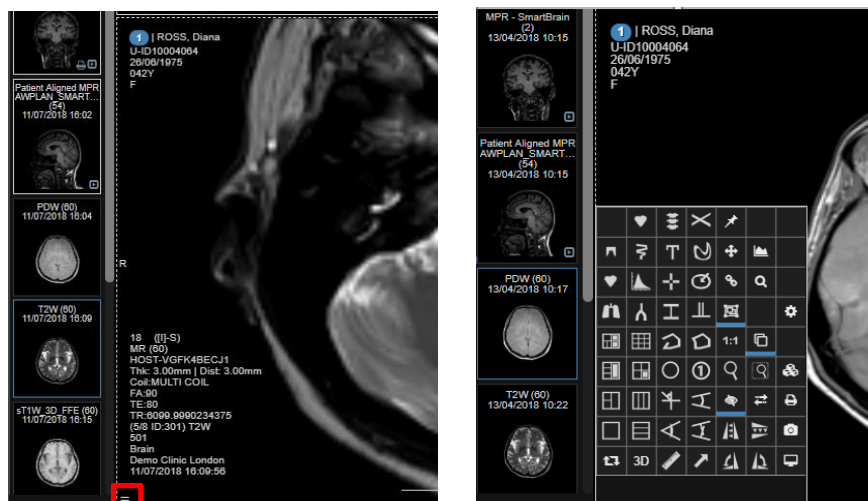 Patient Aligned MPR
AWPLAN_SMART...
(54)
11/07/2018 16:02
PDW (60)
11/07/2018 16:04
T2W (60)
11/07/2018 16:09
sT1W_3D_FFE (60)
11/07/2018 16:15
1 | ROSS, Diana
U-ID10004064
26/06/1975
042Y
F
R
18 ([I]-S)
MR (60)
HOST-VGFK4BECJ1
Thk: 3.00mm | Dist: 3.00mm
Coil:MULTI COIL
FA:90
TE:80
TR:6099.9990234375
(5/8 ID:301) T2W
501
Brain
Demo Clinic London
11/07/2018 16:09:56
MPR - SmartBrain
(2)
13/04/2018 10:15
Patient Aligned MPR
AWPLAN_SMART...
(54)
13/04/2018 10:15
PDW (60)
13/04/2018 10:17
T2W (60)
13/04/2018 10:22
1 | ROSS, Diana
U-ID10004064
26/06/1975
042Y
F
T
1:1
1
3D